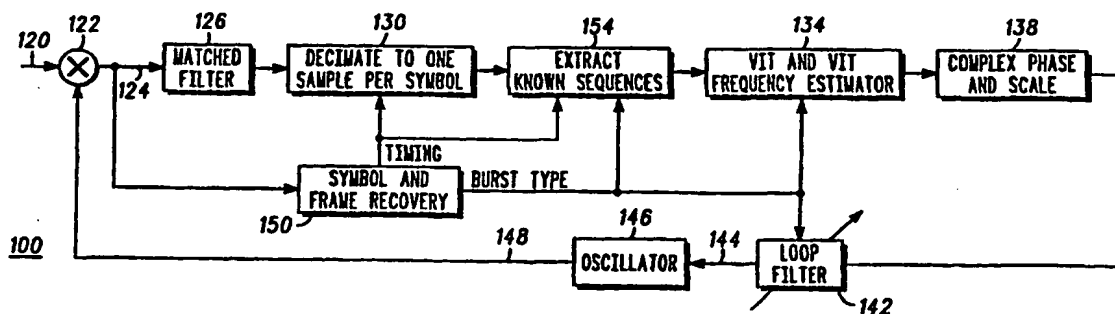 120
122
124
126
MATCHED
FILTER
130
DECIMATE TO ONE
SAMPLE PER SYMBOL
154
EXTRACT
KNOWN SEQUENCES
134
VIT AND VIT
FREQUENCY ESTIMATOR
138
COMPLEX PHASE
AND SCALE
TIMING
SYMBOL AND
FRAME RECOVERY
150
BURST TYPE
100
148
146
OSCILLATOR
144
LOOP
FILTER
142